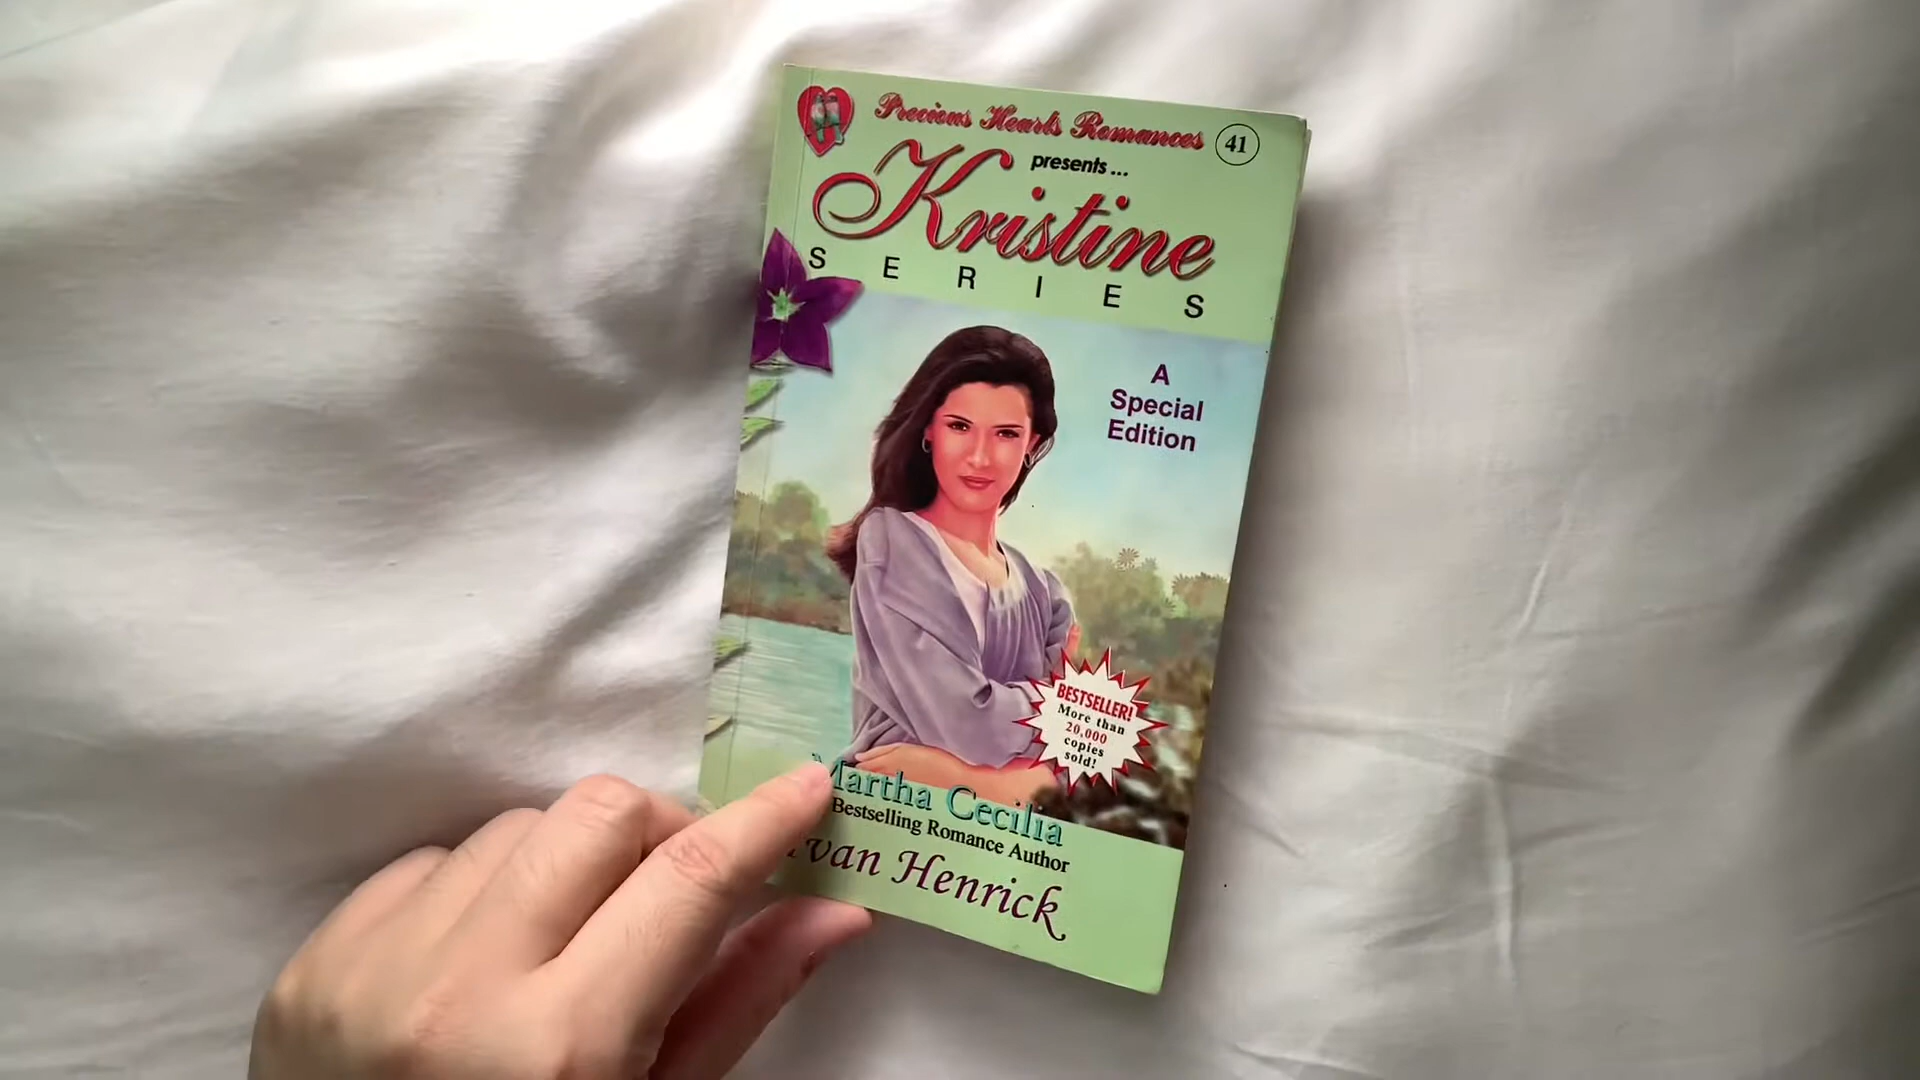 Precious Hearts Romances 41
presents...
Kristine
SERIES
A
Special
Edition
BESTSELLER!
More than
20,000
copies
sold!
Martha Cecilia
Bestselling Romance Author
Henrick